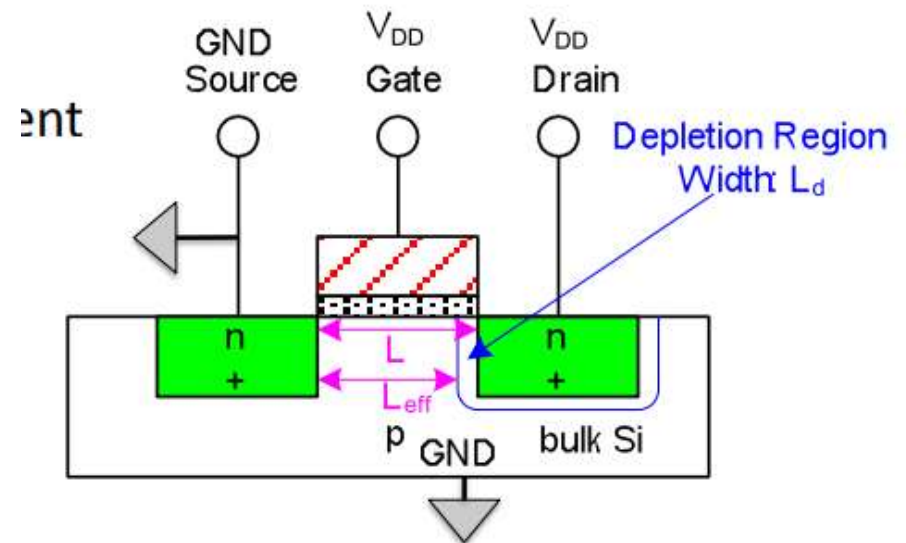 GND
Source
V_DD
Gate
V_DD
Drain
ent
Depletion Region
Width: L_d
n
+
L
L_eff
n
+
p
GND
bulk Si